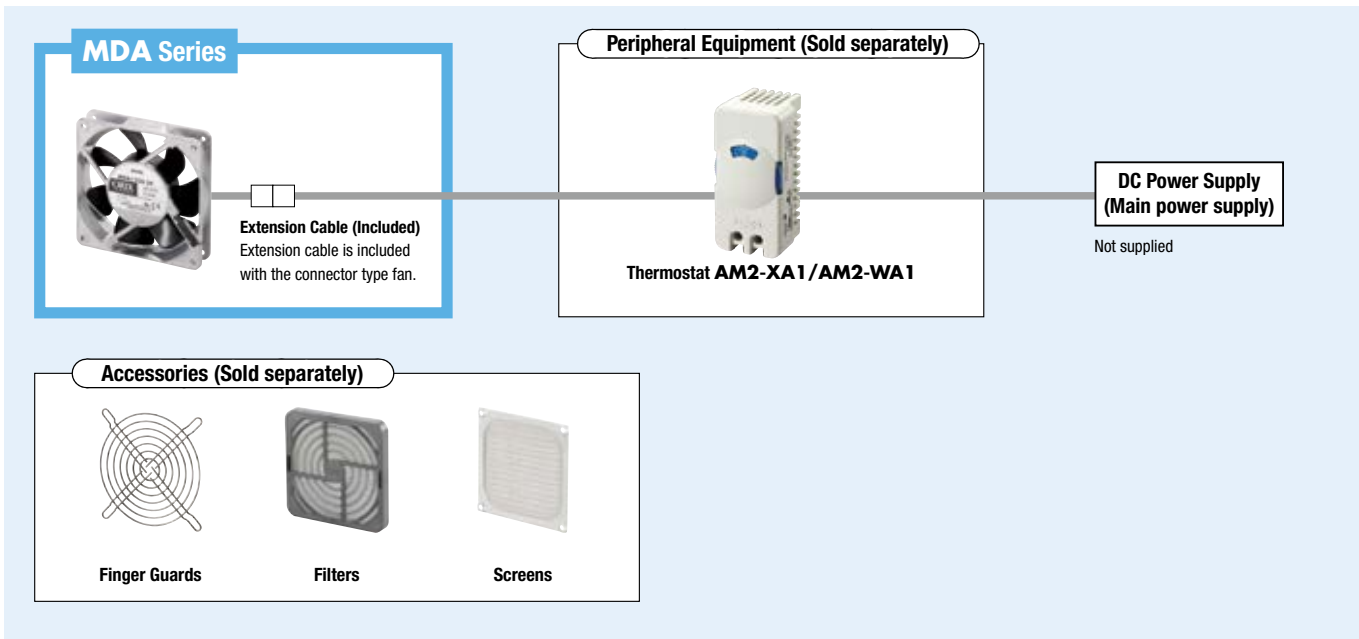 MDA Series
Peripheral Equipment (Sold separately)
Extension Cable (Included)
Extension cable is included
with the connector type fan.
Thermostat AM2-XA1/AM2-WA1
DC Power Supply
(Main power supply)
Not supplied
Accessories (Sold separately)
Finger Guards
Filters
Screens